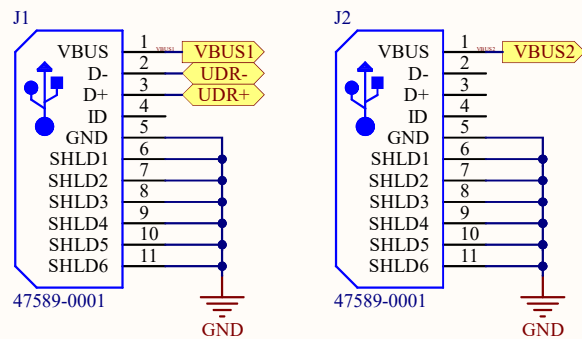 J1
VBUS 1 VBUS1 VBUS1
D- 2 UDR-
D+ 3 UDR+
ID 4
GND 5
SHLD1 6
SHLD2 7
SHLD3 8
SHLD4 9
SHLD5 10
SHLD6 11
47589-0001
GND
J2
VBUS 1 VBUS2 VBUS2
D- 2
D+ 3
ID 4
GND 5
SHLD1 6
SHLD2 7
SHLD3 8
SHLD4 9
SHLD5 10
SHLD6 11
47589-0001
GND